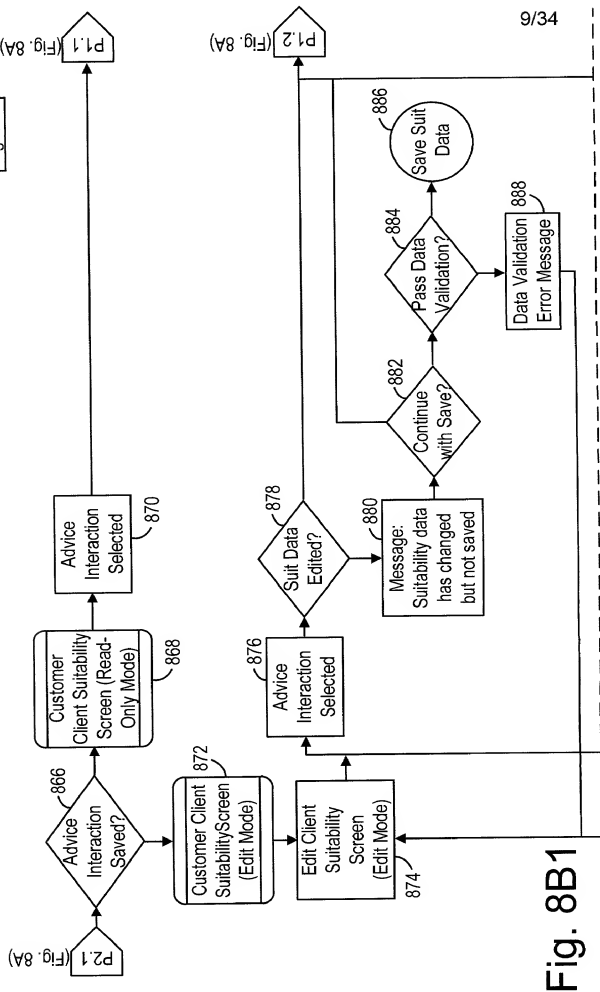 9/34
P1.1
(Fig. 8A)
P1.2
(Fig. 8A)
P2.1
(Fig. 8A)
866
Advice
Interaction
Saved?
Customer
Client Suitability
Screen (Read-
Only Mode)
868
Advice
Interaction
Selected
870
872
Customer Client
SuitabilityScreen
(Edit Mode)
Edit Client
Suitability
Screen
(Edit Mode)
874
876
Advice
Interaction
Selected
878
Suit Data
Edited?
880
Message:
Suitability data
has changed
but not saved
882
Continue
with Save?
884
Pass Data
Validation?
886
Save Suit
Data
888
Data Validation
Error Message
Fig. 8B1